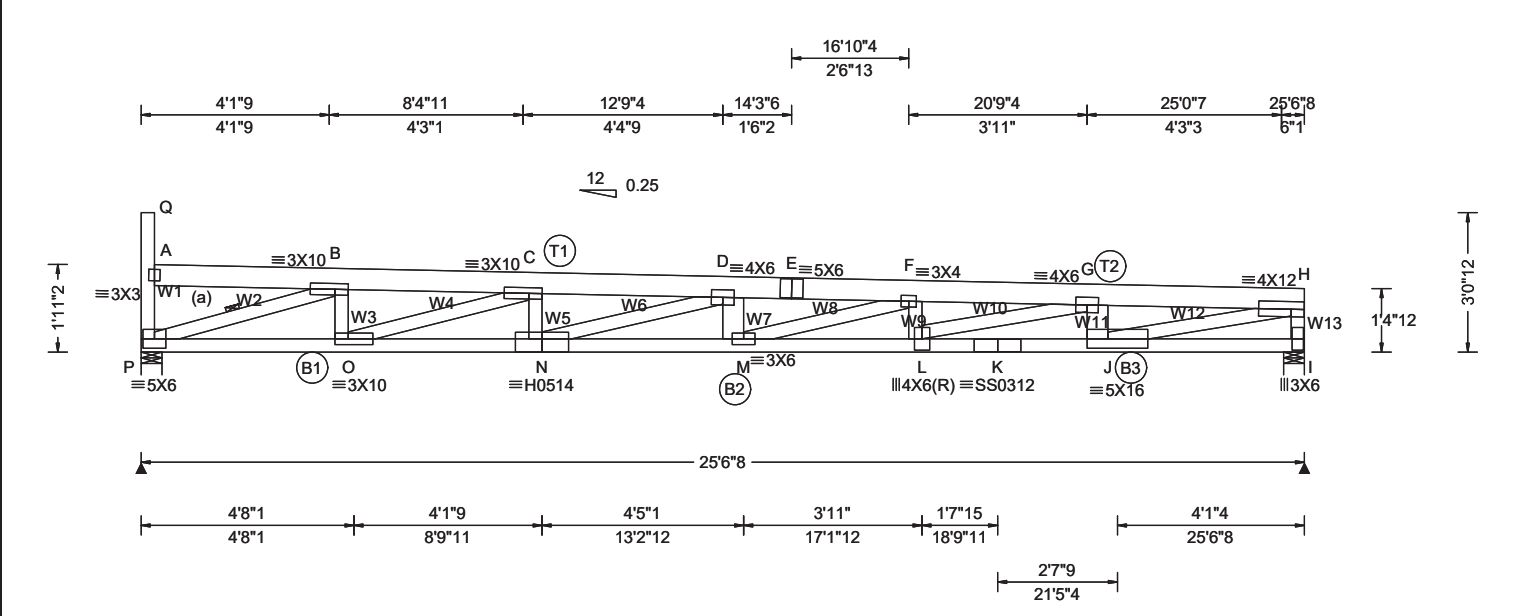 16'10"4
2'6"13
4'1"9 8'4"11 12'9"4 14'3"6 20'9"4 25'0"7 25'6"8
4'1"9 4'3"1 4'4"9 1'6"2 3'11" 4'3"3 6"1
12 0.25
Q
A B C T1 D E F G T2 H
≡3X10 ≡3X10 ≡4X6 ≡5X6 ≡3X4 ≡4X6 ≡4X12
≡3X3 W1 (a) W2 W4 W6 W8 W10 W12
W3 W5 W7 W9 W11 W13
1'11"2 1'4"12 3'0"12
P B1 O N M ≡3X6 L K J B3 I
≡5X6 ≡3X10 ≡H0514 B2 |||4X6(R) ≡SS0312 ≡5X16 |||3X6
25'6"8
4'8"1 4'1"9 4'5"1 3'11" 1'7"15 4'1"4
4'8"1 8'9"11 13'2"12 17'1"12 18'9"11 25'6"8
2'7"9
21'5"4